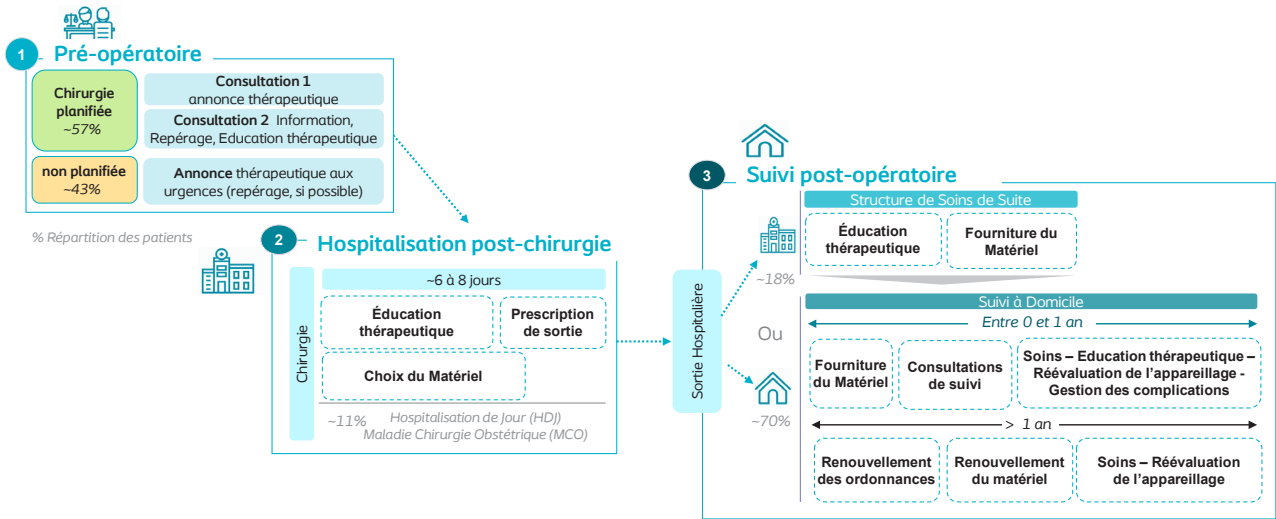 1
Pré-opératoire
Chirurgie
planifiée
~57%
Consultation 1
annonce thérapeutique
Consultation 2 Information,
Repérage, Education thérapeutique
non planifiée
~43%
Annonce thérapeutique aux
urgences (repérage, si possible)
% Répartition des patients
2
Hospitalisation post-chirurgie
Chirurgie
~6 à 8 jours
Éducation
thérapeutique
Prescription
de sortie
Choix du Matériel
~11%
Hospitalisation de Jour (HDJ)
Maladie Chirurgie Obstétrique (MCO)
3
Suivi post-opératoire
Sortie Hospitalière
~18%
Ou
~70%
Structure de Soins de Suite
Éducation
thérapeutique
Fourniture du
Matériel
Suivi à Domicile
Entre 0 et 1 an
Fourniture
du Matériel
Consultations
de suivi
Soins – Education thérapeutique –
Réévaluation de l’appareillage -
Gestion des complications
> 1 an
Renouvellement
des ordonnances
Renouvellement
du matériel
Soins – Réévaluation
de l’appareillage